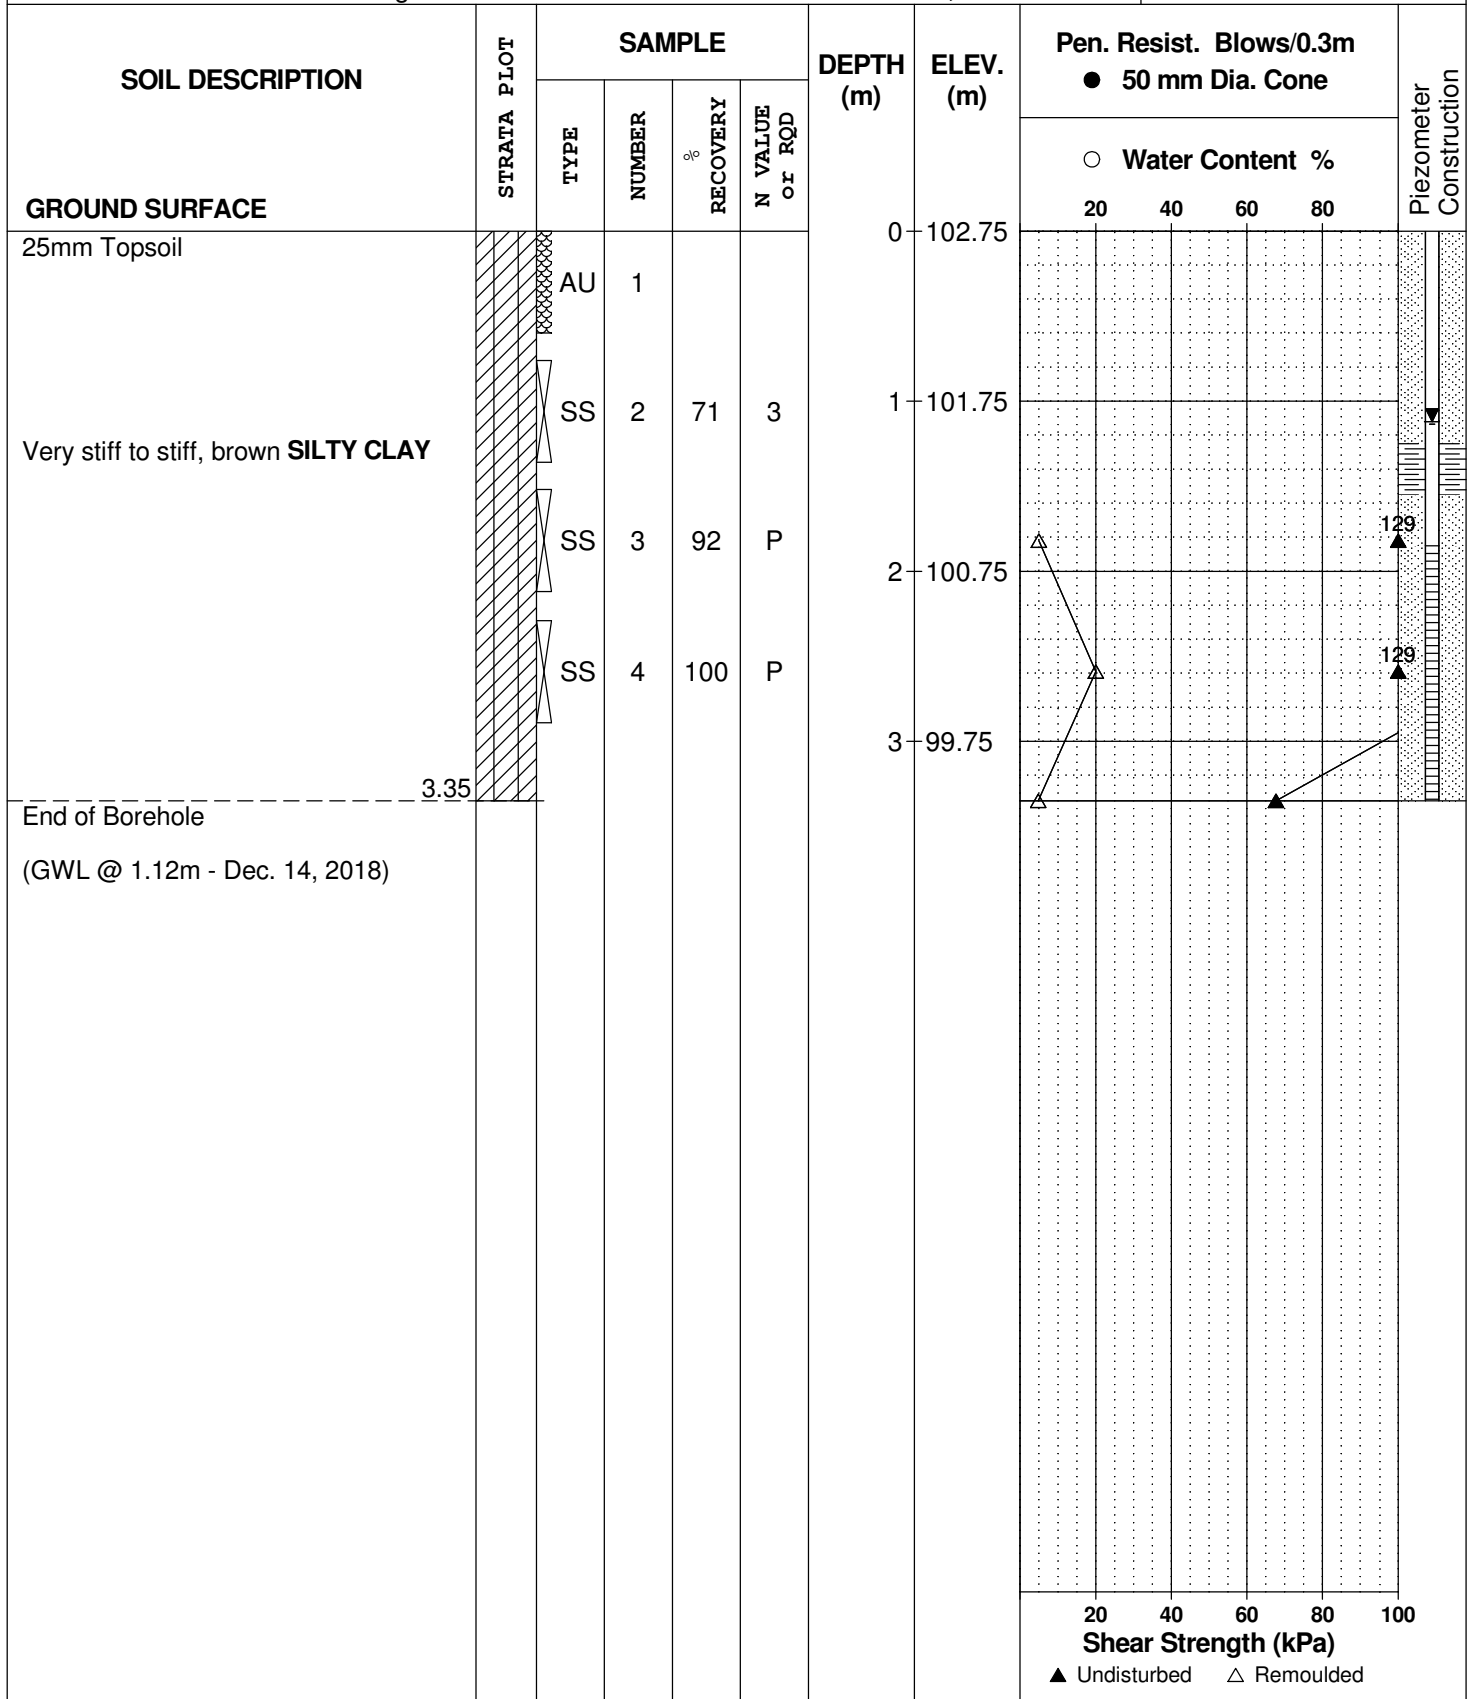 SOIL DESCRIPTION
GROUND SURFACE
STRATA PLOT
SAMPLE
TYPE
NUMBER
% RECOVERY
N VALUE or RQD
DEPTH (m)
ELEV. (m)
Pen. Resist. Blows/0.3m
● 50 mm Dia. Cone
○ Water Content %
20 40 60 80
Piezometer Construction
0 102.75
25mm Topsoil
AU 1
SS 2 71 3
1 101.75
Very stiff to stiff, brown SILTY CLAY
129
SS 3 92 P
2 100.75
129
SS 4 100 P
3 99.75
3.35
End of Borehole
(GWL @ 1.12m - Dec. 14, 2018)
20 40 60 80 100
Shear Strength (kPa)
▲ Undisturbed △ Remoulded